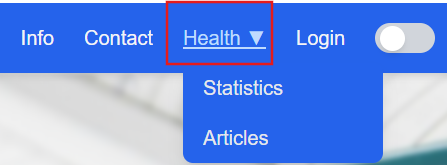 Info Contact Health ▼ Login
Statistics
Articles